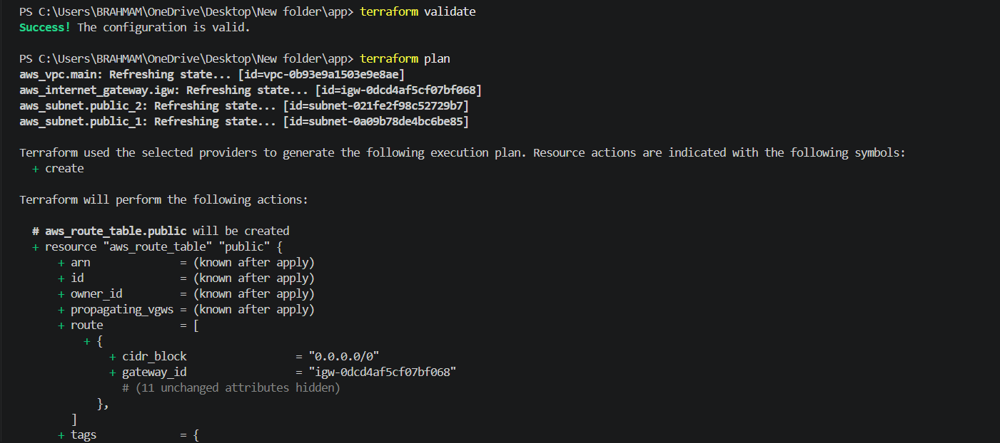 PS C:\Users\BRAHMAM\OneDrive\Desktop\New folder\app> terraform validate
Success! The configuration is valid.
PS C:\Users\BRAHMAM\OneDrive\Desktop\New folder\app> terraform plan
aws_vpc.main: Refreshing state... [id=vpc-0b93e9a1503e9e8ae]
aws_internet_gateway.igw: Refreshing state... [id=igw-0dcd4af5cf07bf068]
aws_subnet.public_2: Refreshing state... [id=subnet-021fe2f98c52729b7]
aws_subnet.public_1: Refreshing state... [id=subnet-0a09b78de4bc6be85]
Terraform used the selected providers to generate the following execution plan. Resource actions are indicated with the following symbols:
  + create
Terraform will perform the following actions:
  # aws_route_table.public will be created
  + resource "aws_route_table" "public" {
      + arn              = (known after apply)
      + id               = (known after apply)
      + owner_id         = (known after apply)
      + propagating_vgws = (known after apply)
      + route            = [
          + {
              + cidr_block                 = "0.0.0.0/0"
              + gateway_id                 = "igw-0dcd4af5cf07bf068"
                # (11 unchanged attributes hidden)
            },
        ]
      + tags             = {